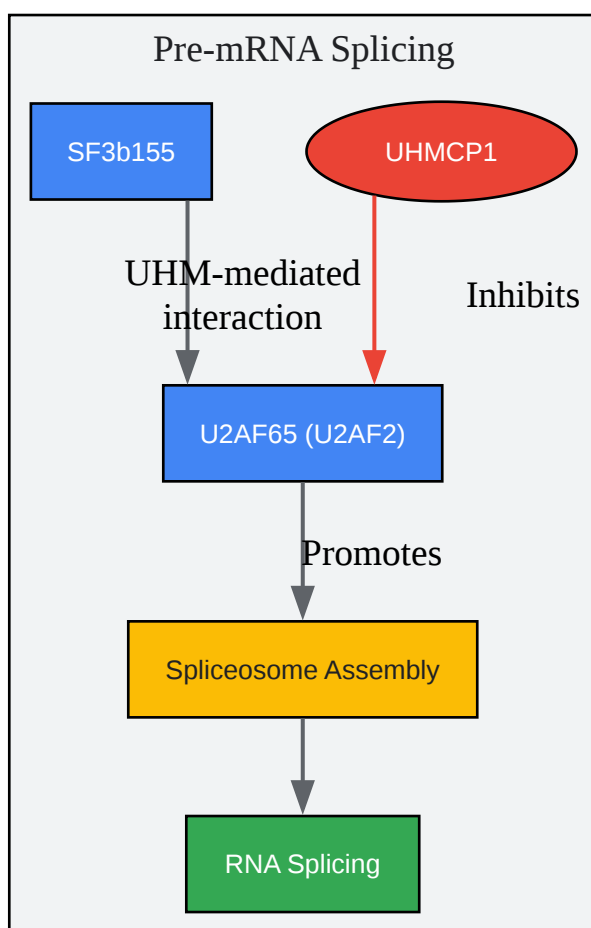 Pre-mRNA Splicing
SF3b155
UHMCP1
UHM-mediated
interaction
Inhibits
U2AF65 (U2AF2)
Promotes
Spliceosome Assembly
RNA Splicing